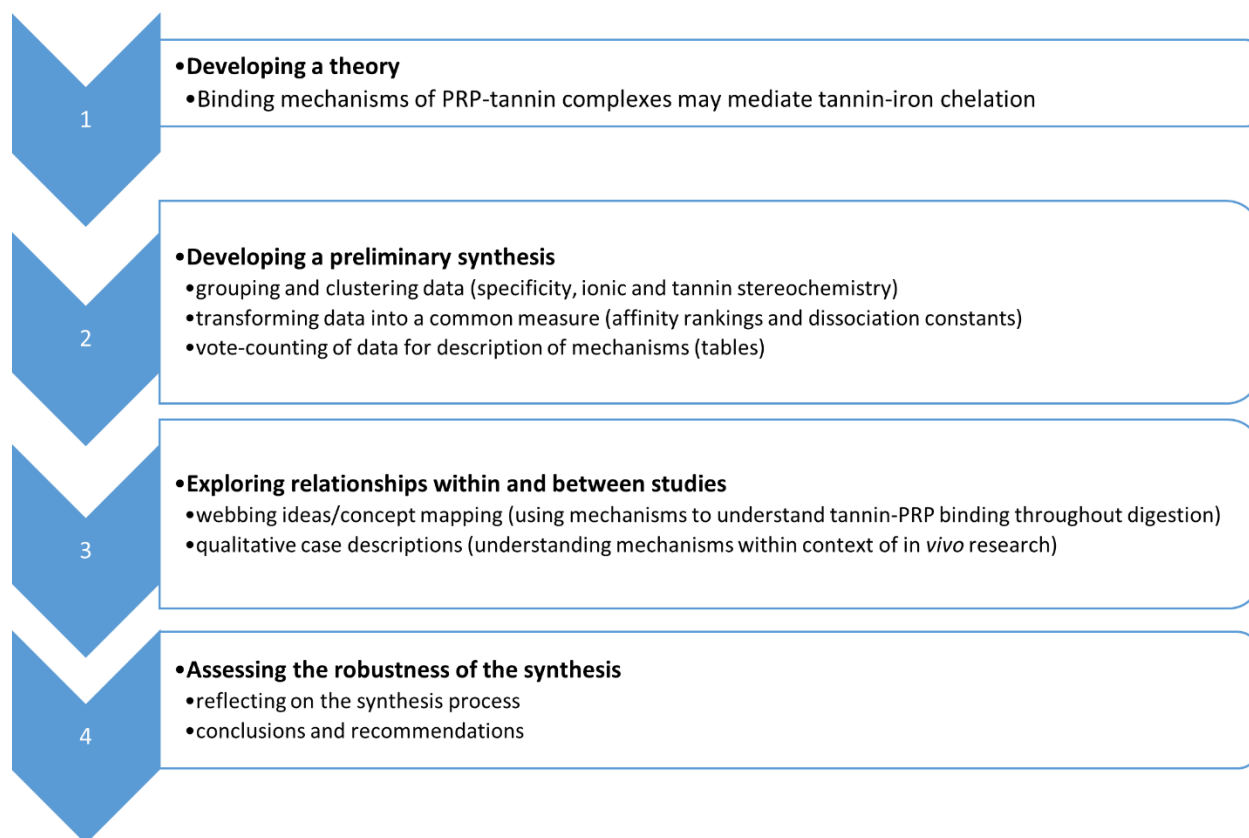 1
•Developing a theory
•Binding mechanisms of PRP-tannin complexes may mediate tannin-iron chelation
2
•Developing a preliminary synthesis
•grouping and clustering data (specificity, ionic and tannin stereochemistry)
•transforming data into a common measure (affinity rankings and dissociation constants)
•vote-counting of data for description of mechanisms (tables)
3
•Exploring relationships within and between studies
•webbing ideas/concept mapping (using mechanisms to understand tannin-PRP binding throughout digestion)
•qualitative case descriptions (understanding mechanisms within context of in vivo research)
4
•Assessing the robustness of the synthesis
•reflecting on the synthesis process
•conclusions and recommendations